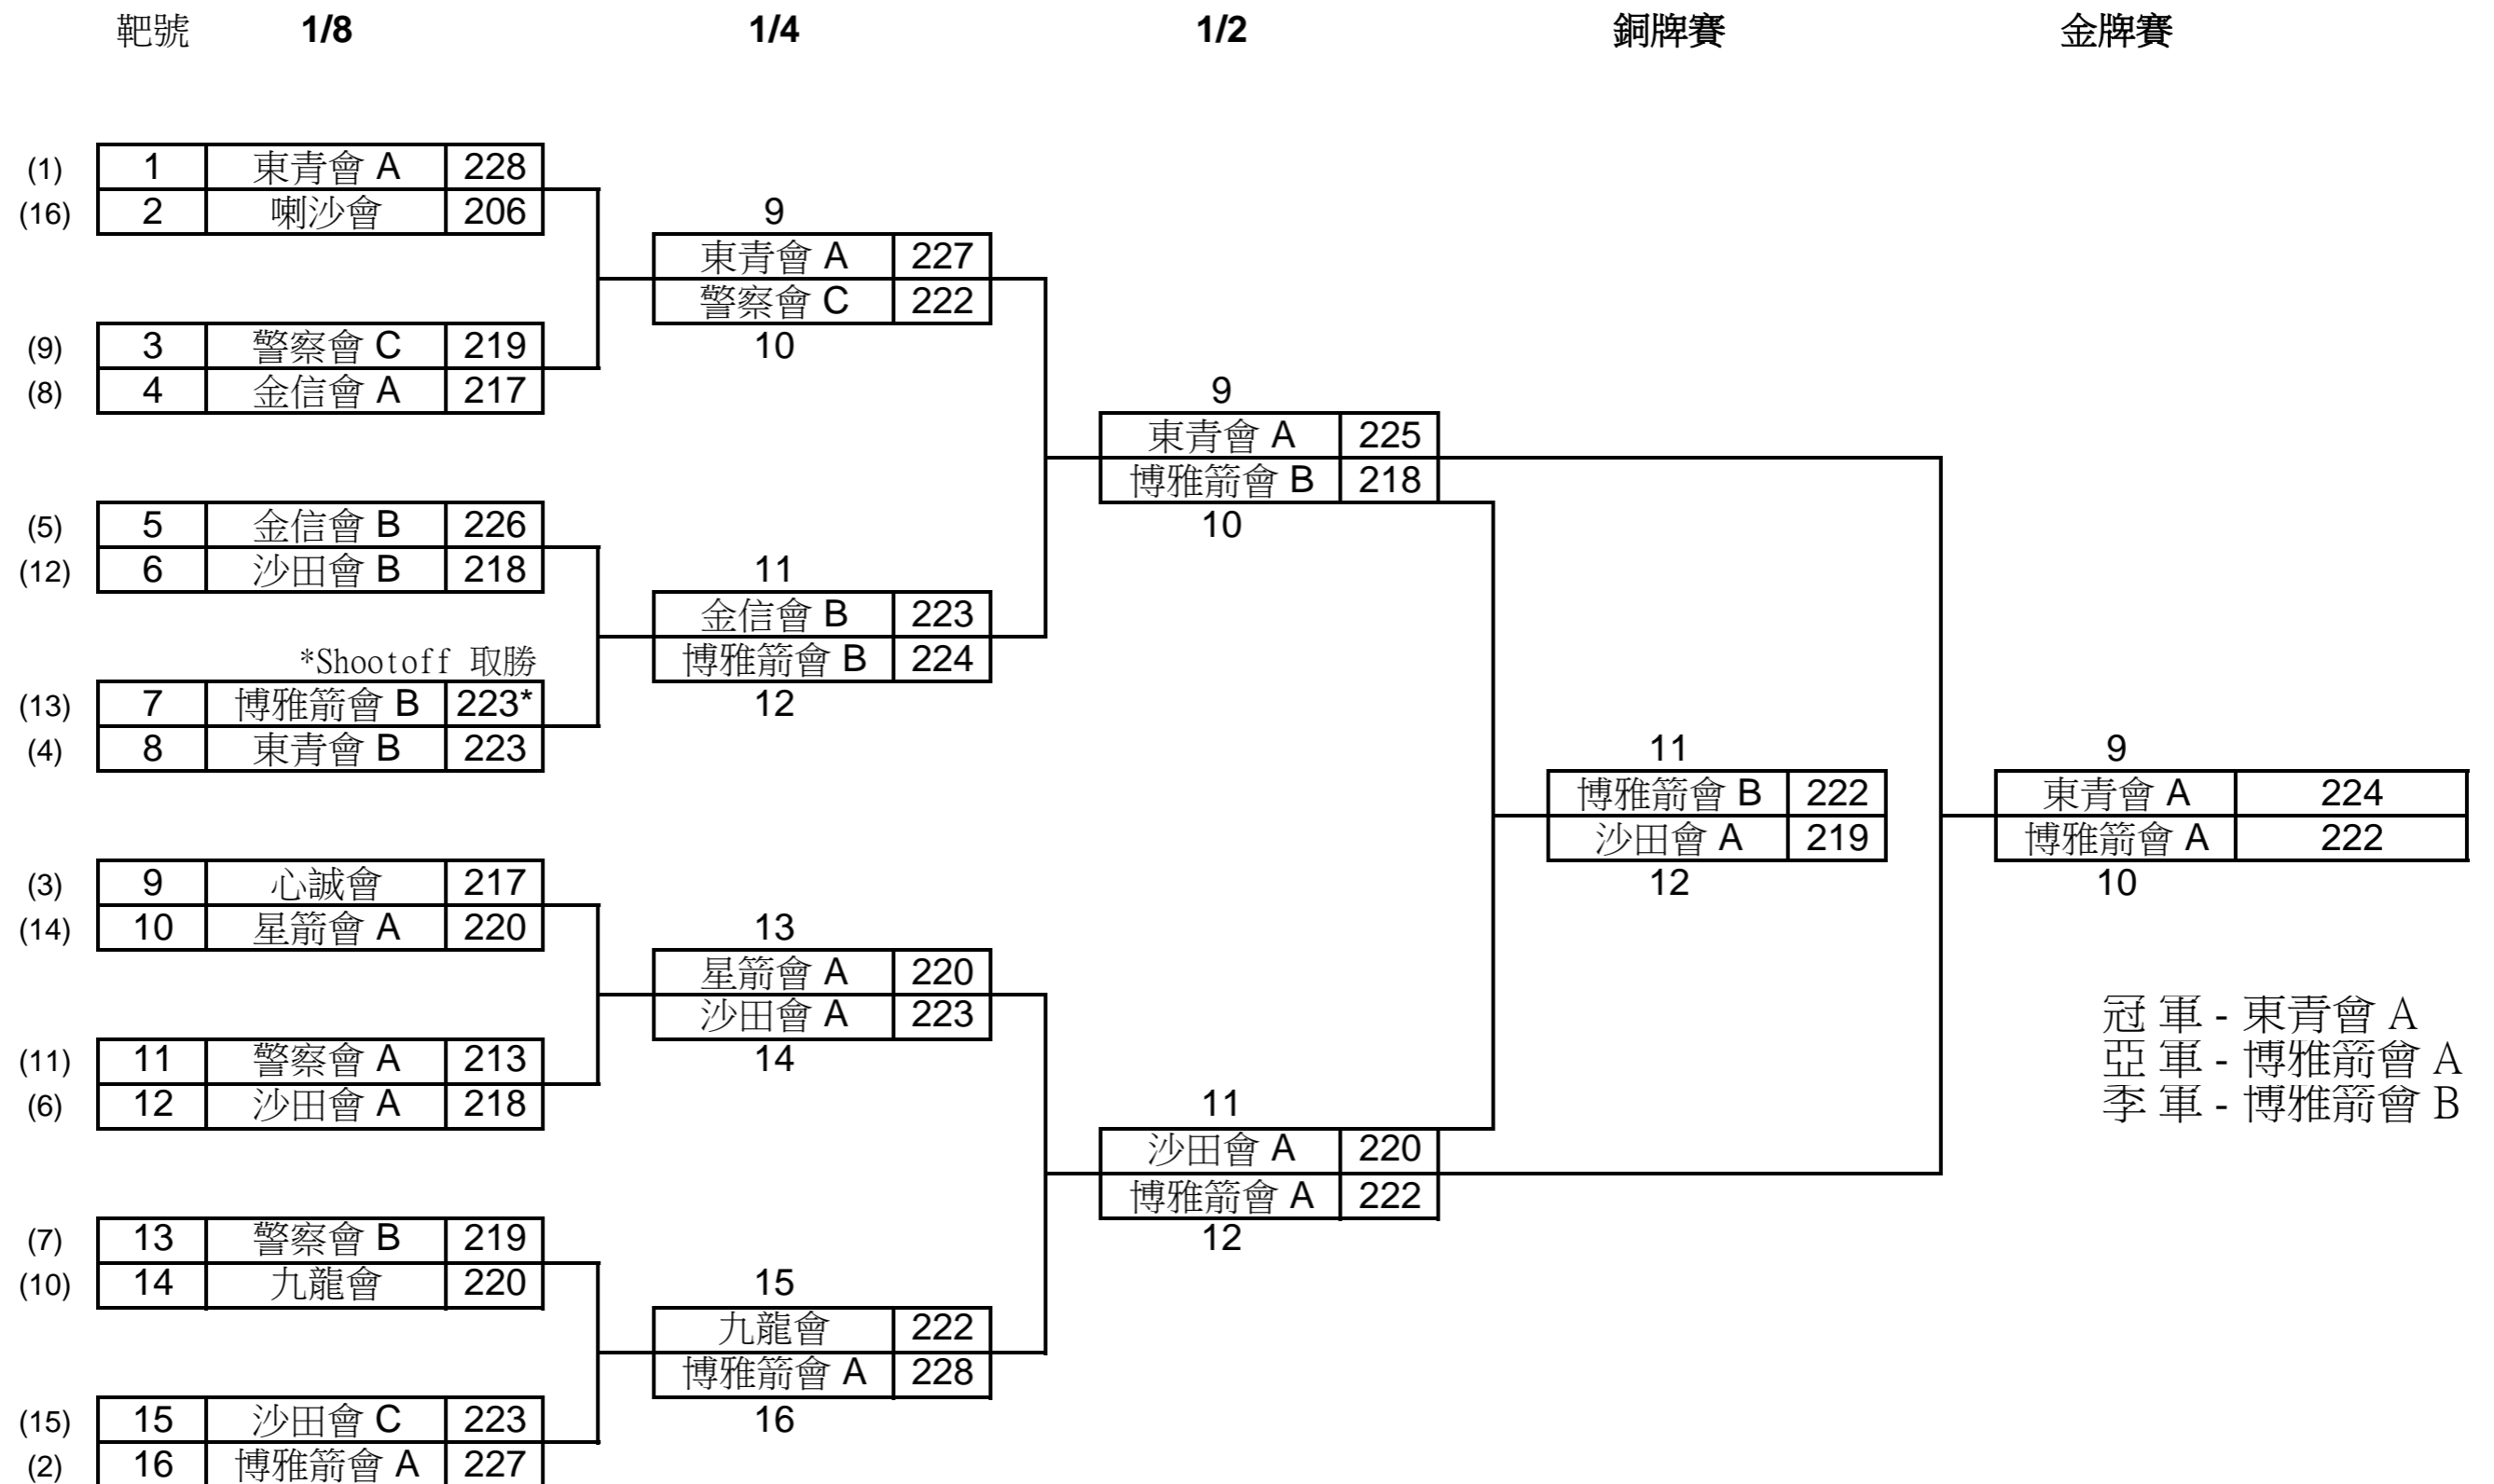 靶號 1/8 1/4 1/2 銅牌賽 金牌賽
(1) 1 東青會 A 228
(16) 2 喇沙會 206 9
東青會 A 227
警察會 C 222
(9) 3 警察會 C 219 10
(8) 4 金信會 A 217 9
東青會 A 225
博雅箭會 B 218
(5) 5 金信會 B 226 10
(12) 6 沙田會 B 218 11
金信會 B 223
*Shootoff 取勝 博雅箭會 B 224
(13) 7 博雅箭會 B 223* 12
(4) 8 東青會 B 223 11 9
博雅箭會 B 222 東青會 A 224
沙田會 A 219 博雅箭會 A 222
(3) 9 心誠會 217 12 10
(14) 10 星箭會 A 220 13
星箭會 A 220
沙田會 A 223 冠 軍 - 東青會 A
(11) 11 警察會 A 213 14 亞 軍 - 博雅箭會 A
(6) 12 沙田會 A 218 11 季 軍 - 博雅箭會 B
沙田會 A 220
博雅箭會 A 222
(7) 13 警察會 B 219 12
(10) 14 九龍會 220 15
九龍會 222
博雅箭會 A 228
(15) 15 沙田會 C 223 16
(2) 16 博雅箭會 A 227